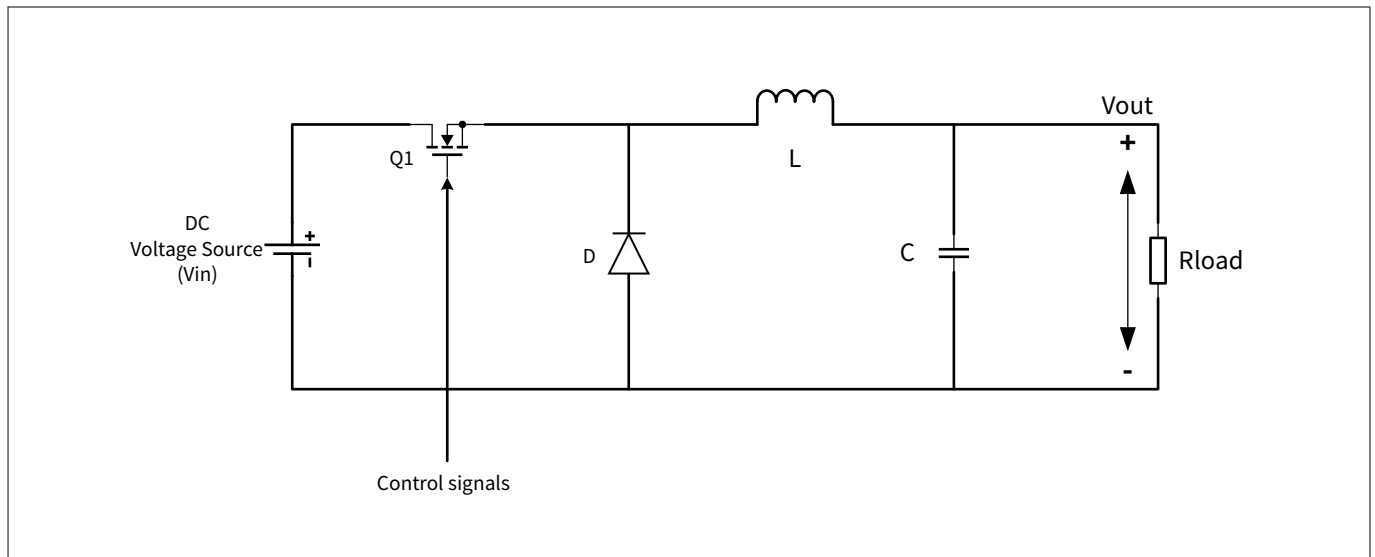 Vout
+
Q1
L
DC
Voltage Source
(Vin)
+
D
C
Rload
-
Control signals